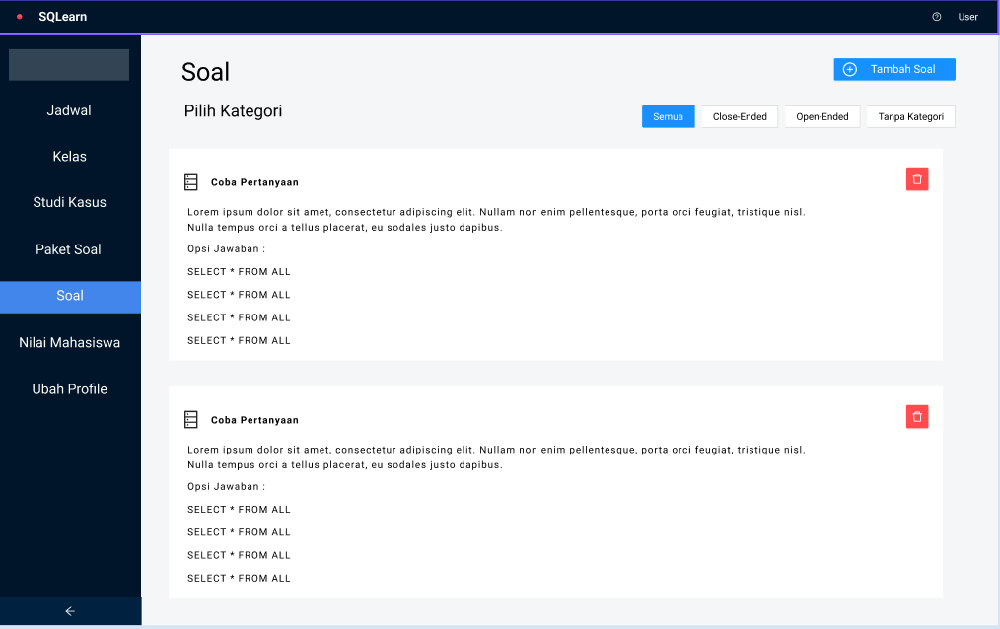 SQLearn
User
Jadwal
Kelas
Studi Kasus
Paket Soal
Soal
Nilai Mahasiswa
Ubah Profile
Soal
Tambah Soal
Pilih Kategori
Semua
Close-Ended
Open-Ended
Tanpa Kategori
Coba Pertanyaan
Lorem ipsum dolor sit amet, consectetur adipiscing elit. Nullam non enim pellentesque, porta orci feugiat, tristique nisl.
Nulla tempus orci a tellus placerat, eu sodales justo dapibus.
Opsi Jawaban :
SELECT * FROM ALL
SELECT * FROM ALL
SELECT * FROM ALL
SELECT * FROM ALL
Coba Pertanyaan
Lorem ipsum dolor sit amet, consectetur adipiscing elit. Nullam non enim pellentesque, porta orci feugiat, tristique nisl.
Nulla tempus orci a tellus placerat, eu sodales justo dapibus.
Opsi Jawaban :
SELECT * FROM ALL
SELECT * FROM ALL
SELECT * FROM ALL
SELECT * FROM ALL